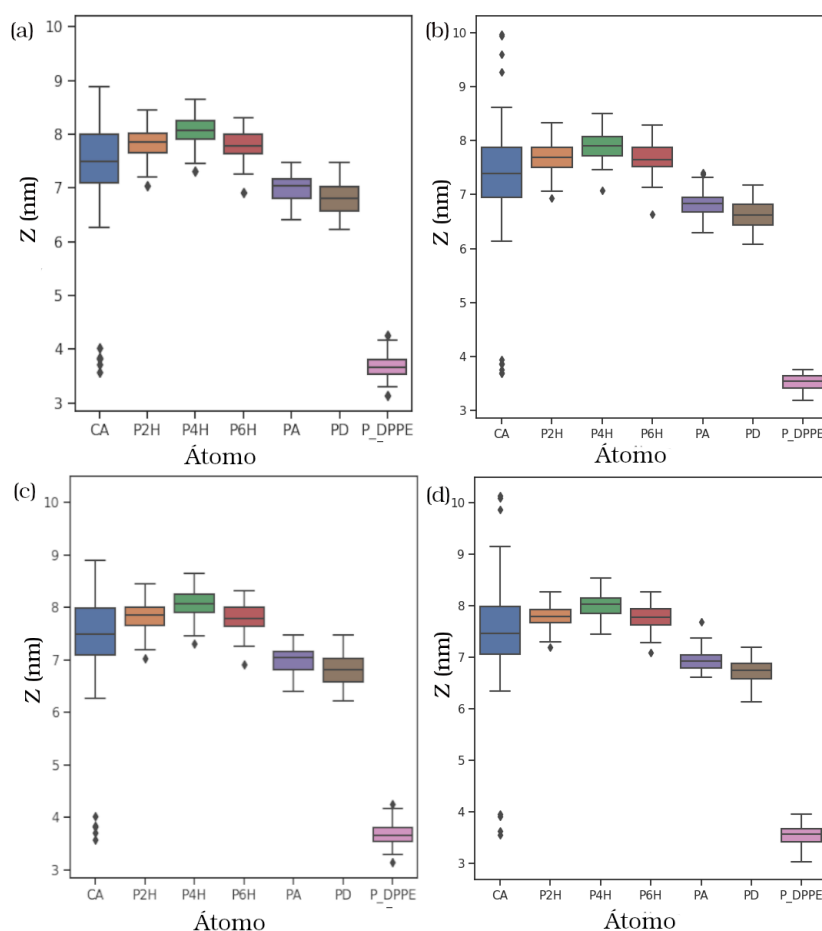 (a)
10
9
8
7
6
5
4
3
Z (nm)
CA P2H P4H P6H PA PD P_DPPE
Átomo
(b)
10
9
8
7
6
5
4
3
Z (nm)
CA P2H P4H P6H PA PD P_DPPE
Átomo
(c)
10
9
8
7
6
5
4
3
Z (nm)
CA P2H P4H P6H PA PD P_DPPE
Átomo
(d)
10
9
8
7
6
5
4
3
Z (nm)
CA P2H P4H P6H PA PD P_DPPE
Átomo